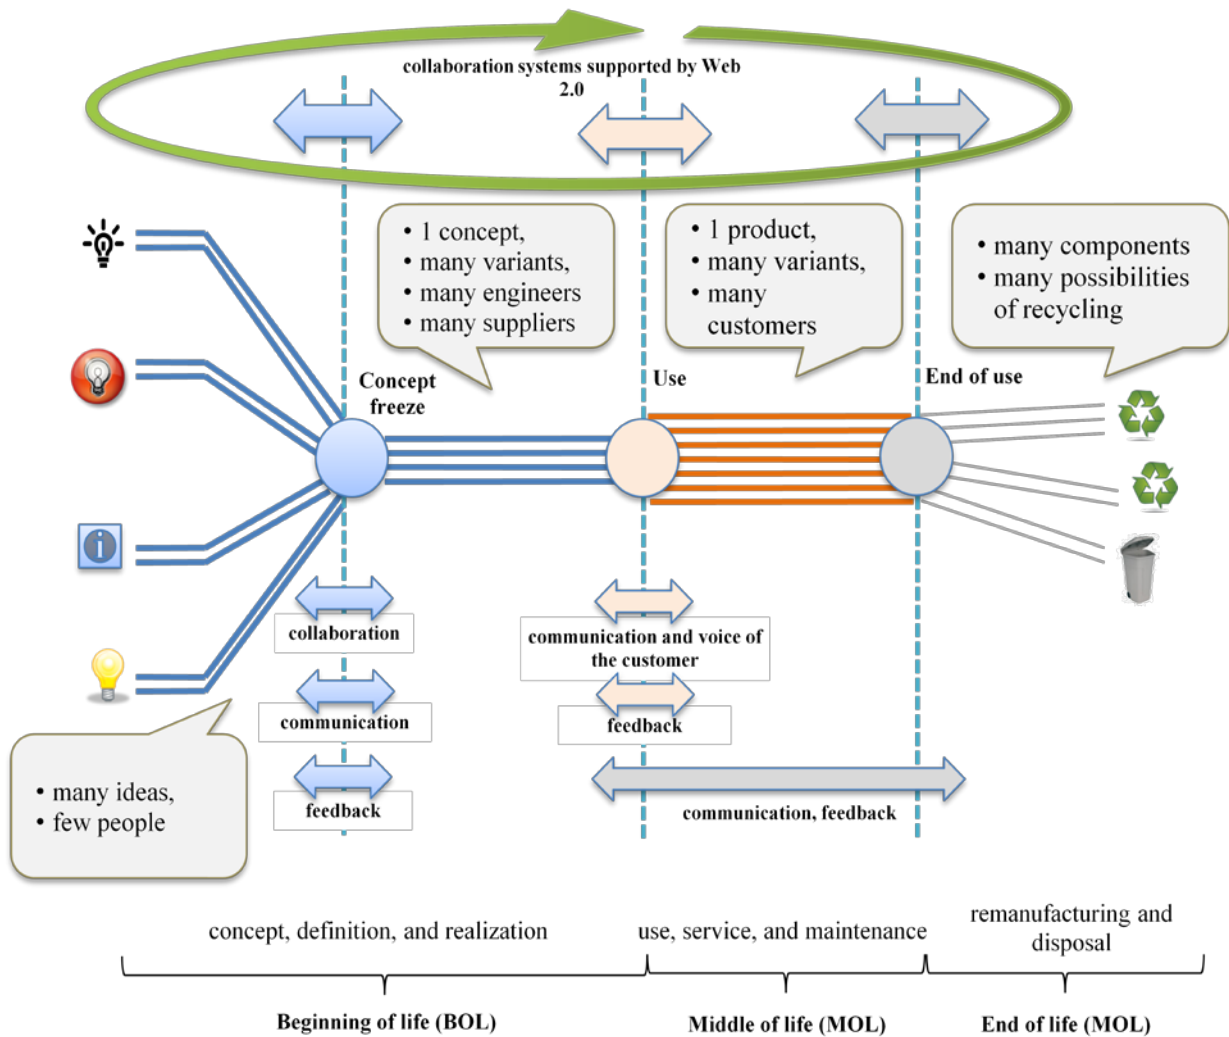 collaboration systems supported by Web
2.0
• 1 concept,
• many variants,
• many engineers
• many suppliers
• 1 product,
• many variants,
• many
customers
• many components
• many possibilities
of recycling
Concept
freeze
Use
End of use
collaboration
communication
feedback
communication and voice of
the customer
feedback
communication, feedback
• many ideas,
• few people
concept, definition, and realization
use, service, and maintenance
remanufacturing and
disposal
Beginning of life (BOL)
Middle of life (MOL)
End of life (MOL)